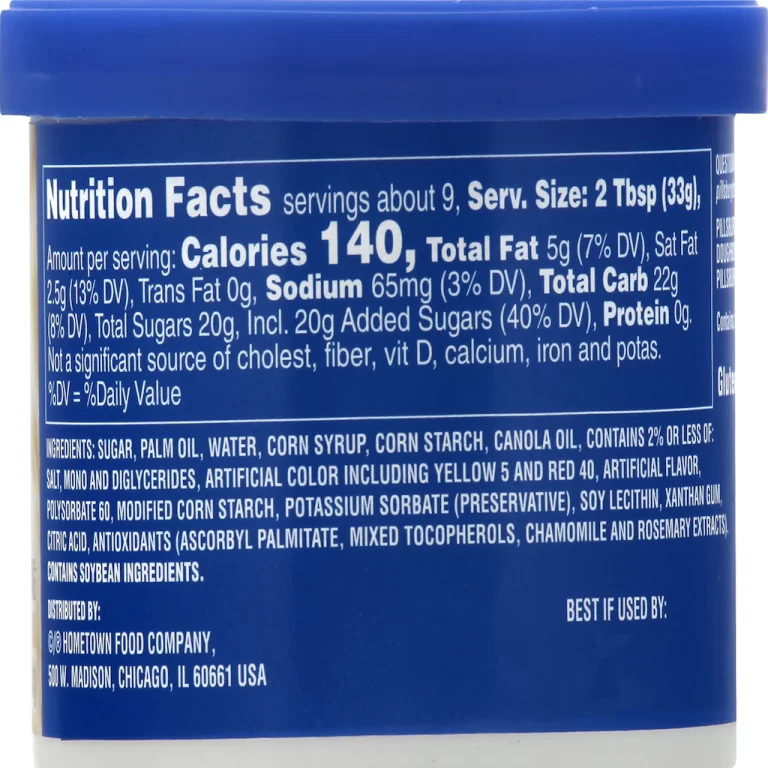 Nutrition Facts servings about 9, Serv. Size: 2 Tbsp (33g),
Amount per serving: Calories 140, Total Fat 5g (7% DV), Sat Fat
2.5g (13% DV), Trans Fat 0g, Sodium 65mg (3% DV), Total Carb 22g
(8% DV), Total Sugars 20g, Incl. 20g Added Sugars (40% DV), Protein 0g.
Not a significant source of cholest, fiber, vit D, calcium, iron and potas.
%DV = %Daily Value
INGREDIENTS: SUGAR, PALM OIL, WATER, CORN SYRUP, CORN STARCH, CANOLA OIL, CONTAINS 2% OR LESS OF:
SALT, MONO AND DIGLYCERIDES, ARTIFICIAL COLOR INCLUDING YELLOW 5 AND RED 40, ARTIFICIAL FLAVOR,
POLYSORBATE 60, MODIFIED CORN STARCH, POTASSIUM SORBATE (PRESERVATIVE), SOY LECITHIN, XANTHAN GUM,
CITRIC ACID, ANTIOXIDANTS (ASCORBYL PALMITATE, MIXED TOCOPHEROLS, CHAMOMILE AND ROSEMARY EXTRACTS).
CONTAINS SOYBEAN INGREDIENTS.
DISTRIBUTED BY:
©/® HOMETOWN FOOD COMPANY,
500 W. MADISON, CHICAGO, IL 60661 USA
BEST IF USED BY: